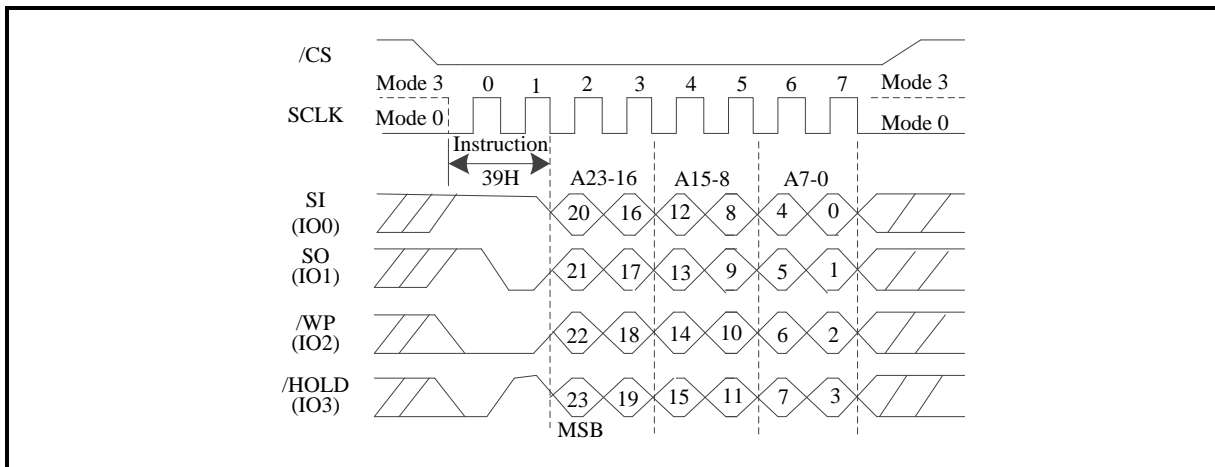 /CS
Mode 3 0 1 2 3 4 5 6 7 Mode 3
SCLK Mode 0 Mode 0
Instruction
39H A23-16 A15-8 A7-0
SI
(IO0) 20 16 12 8 4 0
SO
(IO1) 21 17 13 9 5 1
/WP
(IO2) 22 18 14 10 6 2
/HOLD
(IO3) 23 19 15 11 7 3
MSB